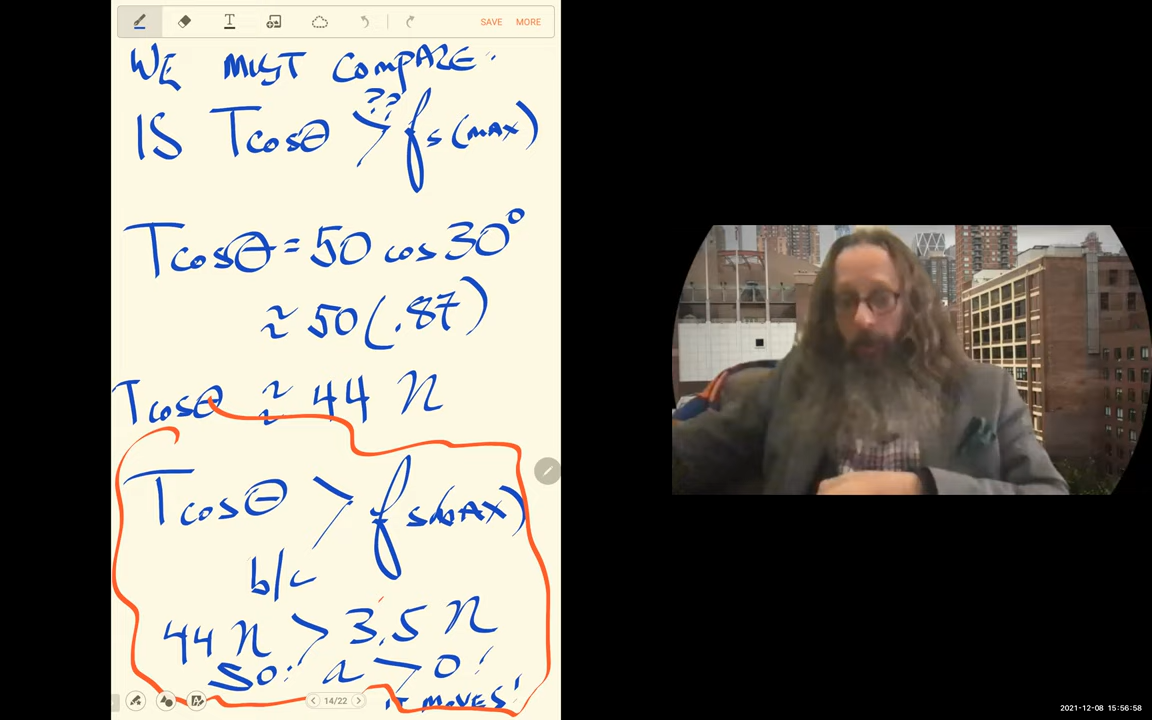 SAVE MORE
WE MUST COMPARE:
??
IS Tcosθ > fs(MAX)
Tcosθ = 50 cos 30°
≈ 50(.87)
Tcosθ ≈ 44 N
Tcosθ > fs(MAX)
b/c
44 N > 3.5 N
SO: a > 0!
IT MOVES!
14/22
2021-12-08 15:56:58